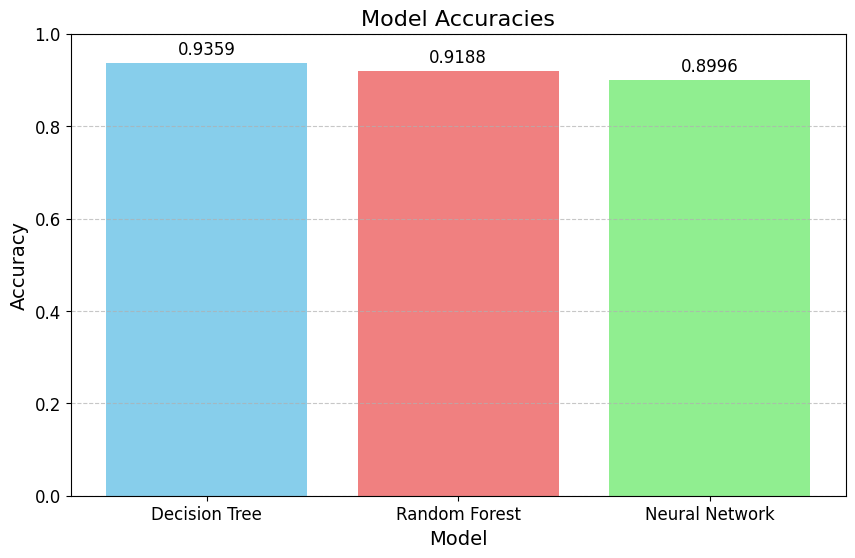 Model Accuracies
0.9359
0.9188
0.8996
1.0
0.8
0.6
0.4
0.2
0.0
Accuracy
Decision Tree
Random Forest
Neural Network
Model